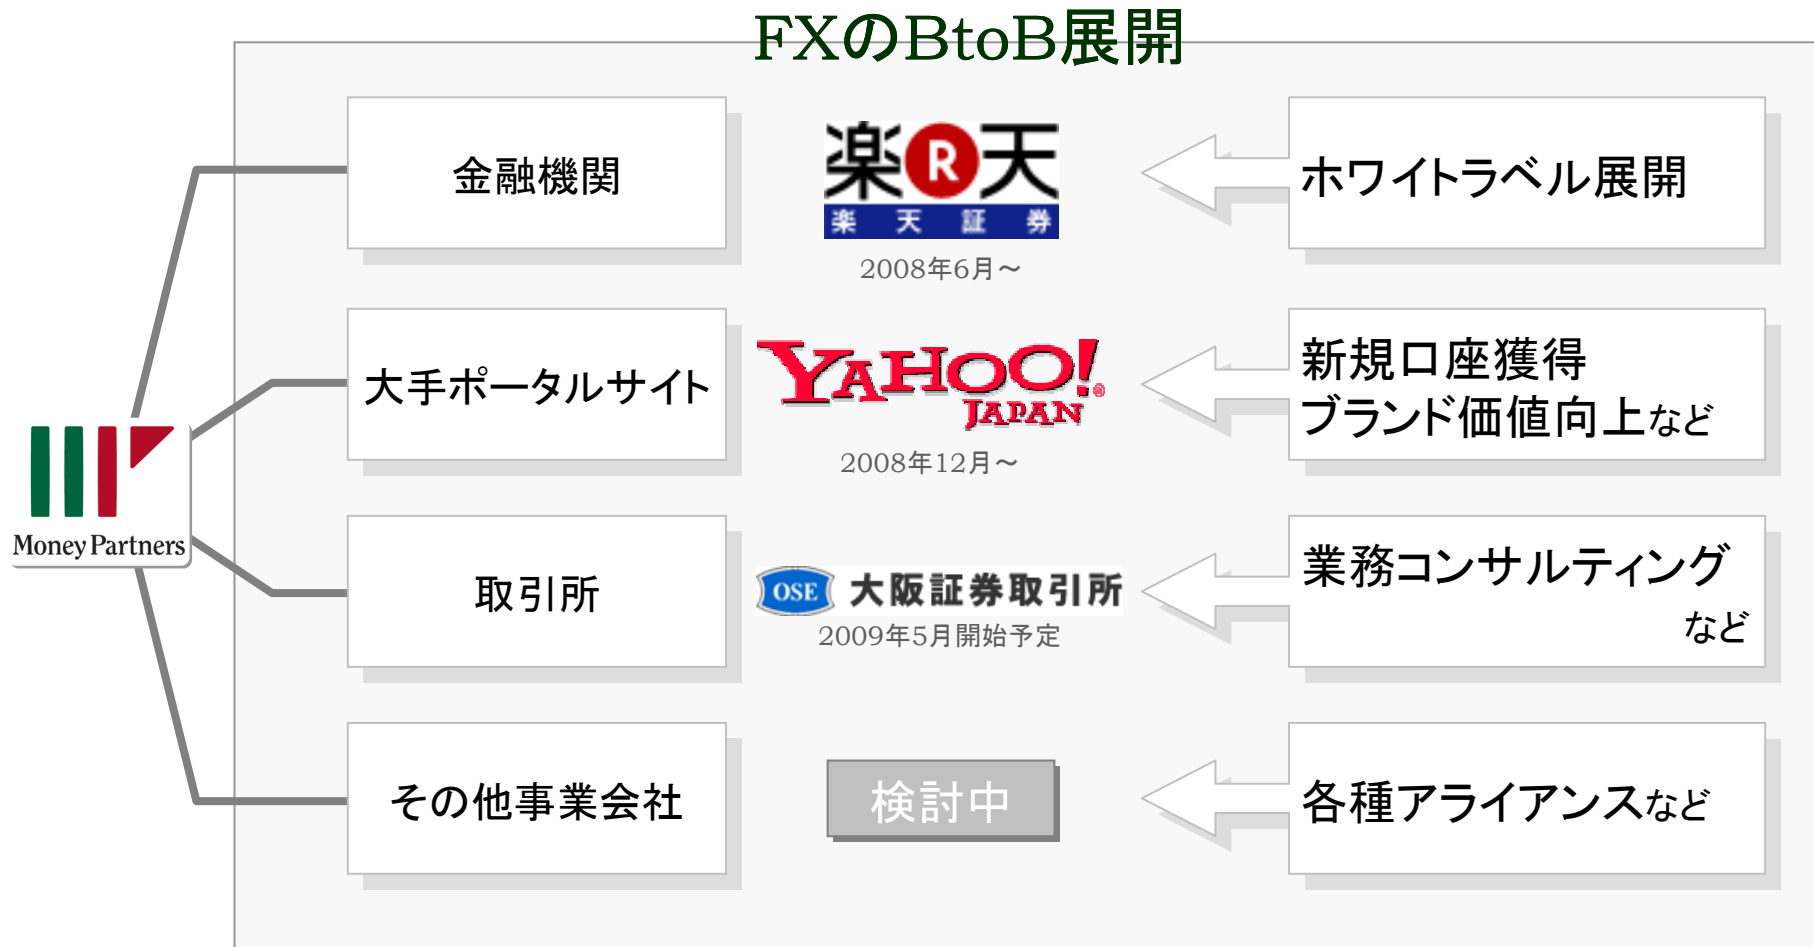 FXのBtoB展開
金融機関
楽R天
楽天証券
2008年6月～
ホワイトラベル展開
大手ポータルサイト
YAHOO!®
JAPAN
2008年12月～
新規口座獲得
ブランド価値向上など
Money Partners
取引所
OSE 大阪証券取引所
2009年5月開始予定
業務コンサルティング
など
その他事業会社
検討中
各種アライアンスなど